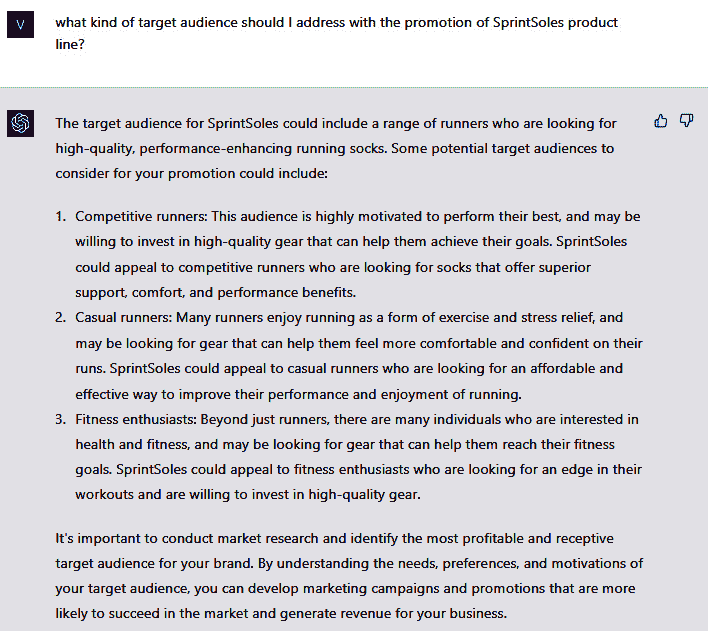 V
what kind of target audience should I address with the promotion of SprintSoles product
line?
The target audience for SprintSoles could include a range of runners who are looking for
high-quality, performance-enhancing running socks. Some potential target audiences to
consider for your promotion could include:
1. Competitive runners: This audience is highly motivated to perform their best, and may be
willing to invest in high-quality gear that can help them achieve their goals. SprintSoles
could appeal to competitive runners who are looking for socks that offer superior
support, comfort, and performance benefits.
2. Casual runners: Many runners enjoy running as a form of exercise and stress relief, and
may be looking for gear that can help them feel more comfortable and confident on their
runs. SprintSoles could appeal to casual runners who are looking for an affordable and
effective way to improve their performance and enjoyment of running.
3. Fitness enthusiasts: Beyond just runners, there are many individuals who are interested in
health and fitness, and may be looking for gear that can help them reach their fitness
goals. SprintSoles could appeal to fitness enthusiasts who are looking for an edge in their
workouts and are willing to invest in high-quality gear.
It's important to conduct market research and identify the most profitable and receptive
target audience for your brand. By understanding the needs, preferences, and motivations of
your target audience, you can develop marketing campaigns and promotions that are more
likely to succeed in the market and generate revenue for your business.